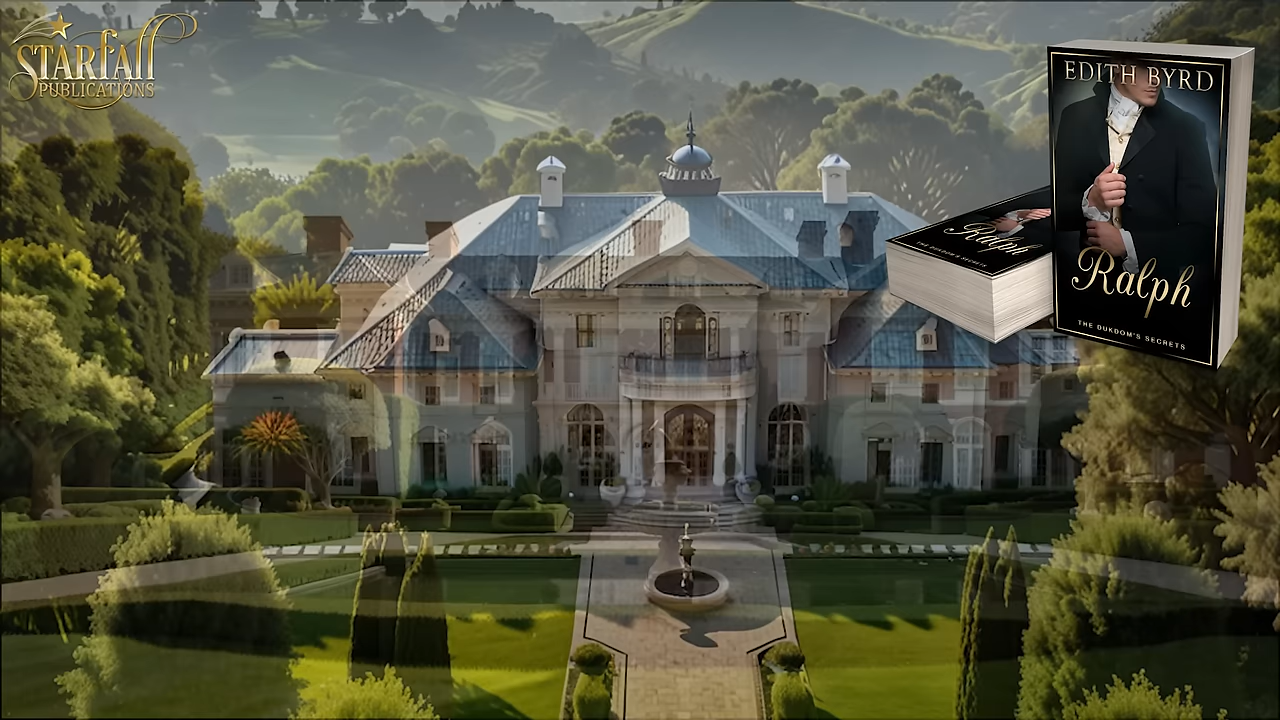 STARfall
PUBLICATIONS
EDITH BYRD
Ralph
THE DUKDOM'S SECRETS
Ralph
THE DUKDOM'S SECRETS